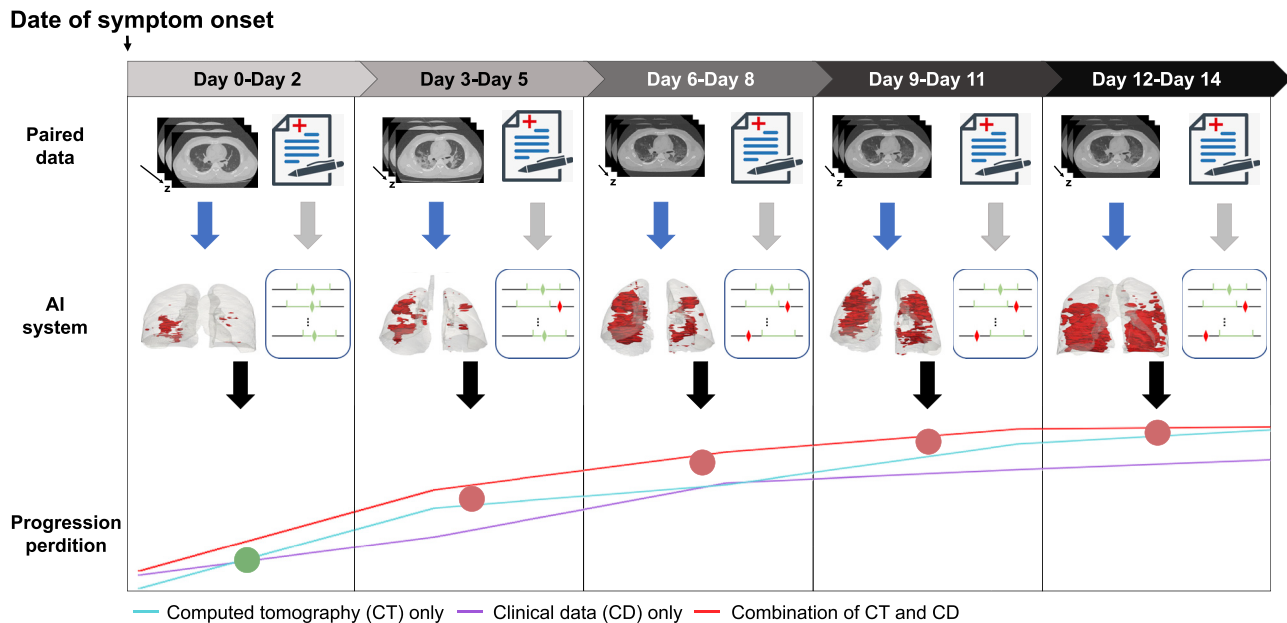 Date of symptom onset
Day 0-Day 2
Day 3-Day 5
Day 6-Day 8
Day 9-Day 11
Day 12-Day 14
Paired
data
z
z
z
z
z
AI
system
Progression
perdition
Computed tomography (CT) only
Clinical data (CD) only
Combination of CT and CD